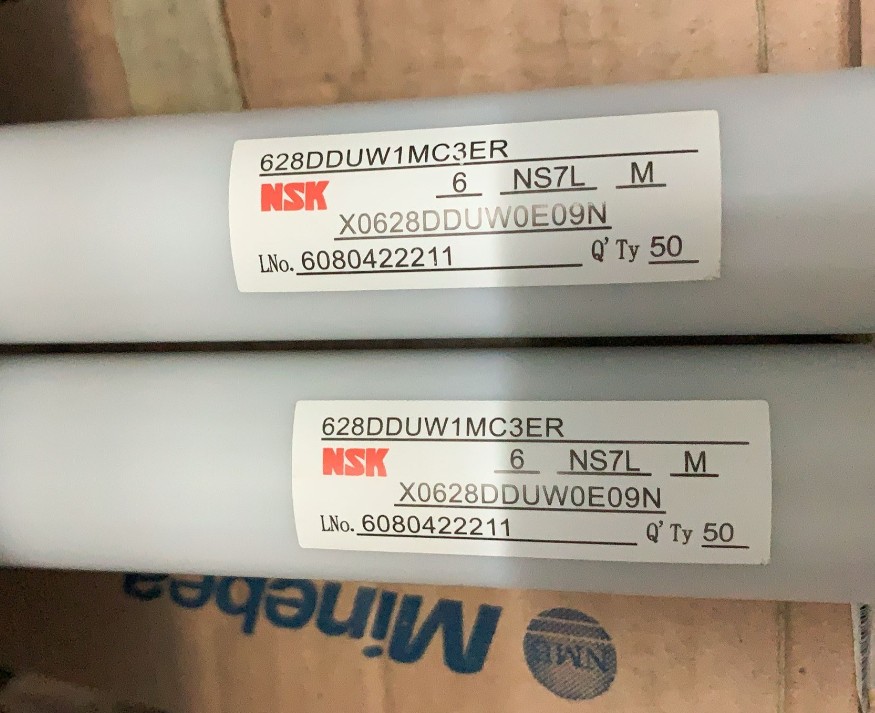 628DDUW1MC3ER
NSK 6 NS7L M
X0628DDUW0E09N
LNo. 6080422211 Q'Ty 50
628DDUW1MC3ER
NSK 6 NS7L M
X0628DDUW0E09N
LNo. 6080422211 Q'Ty 50
Minebea
NMB